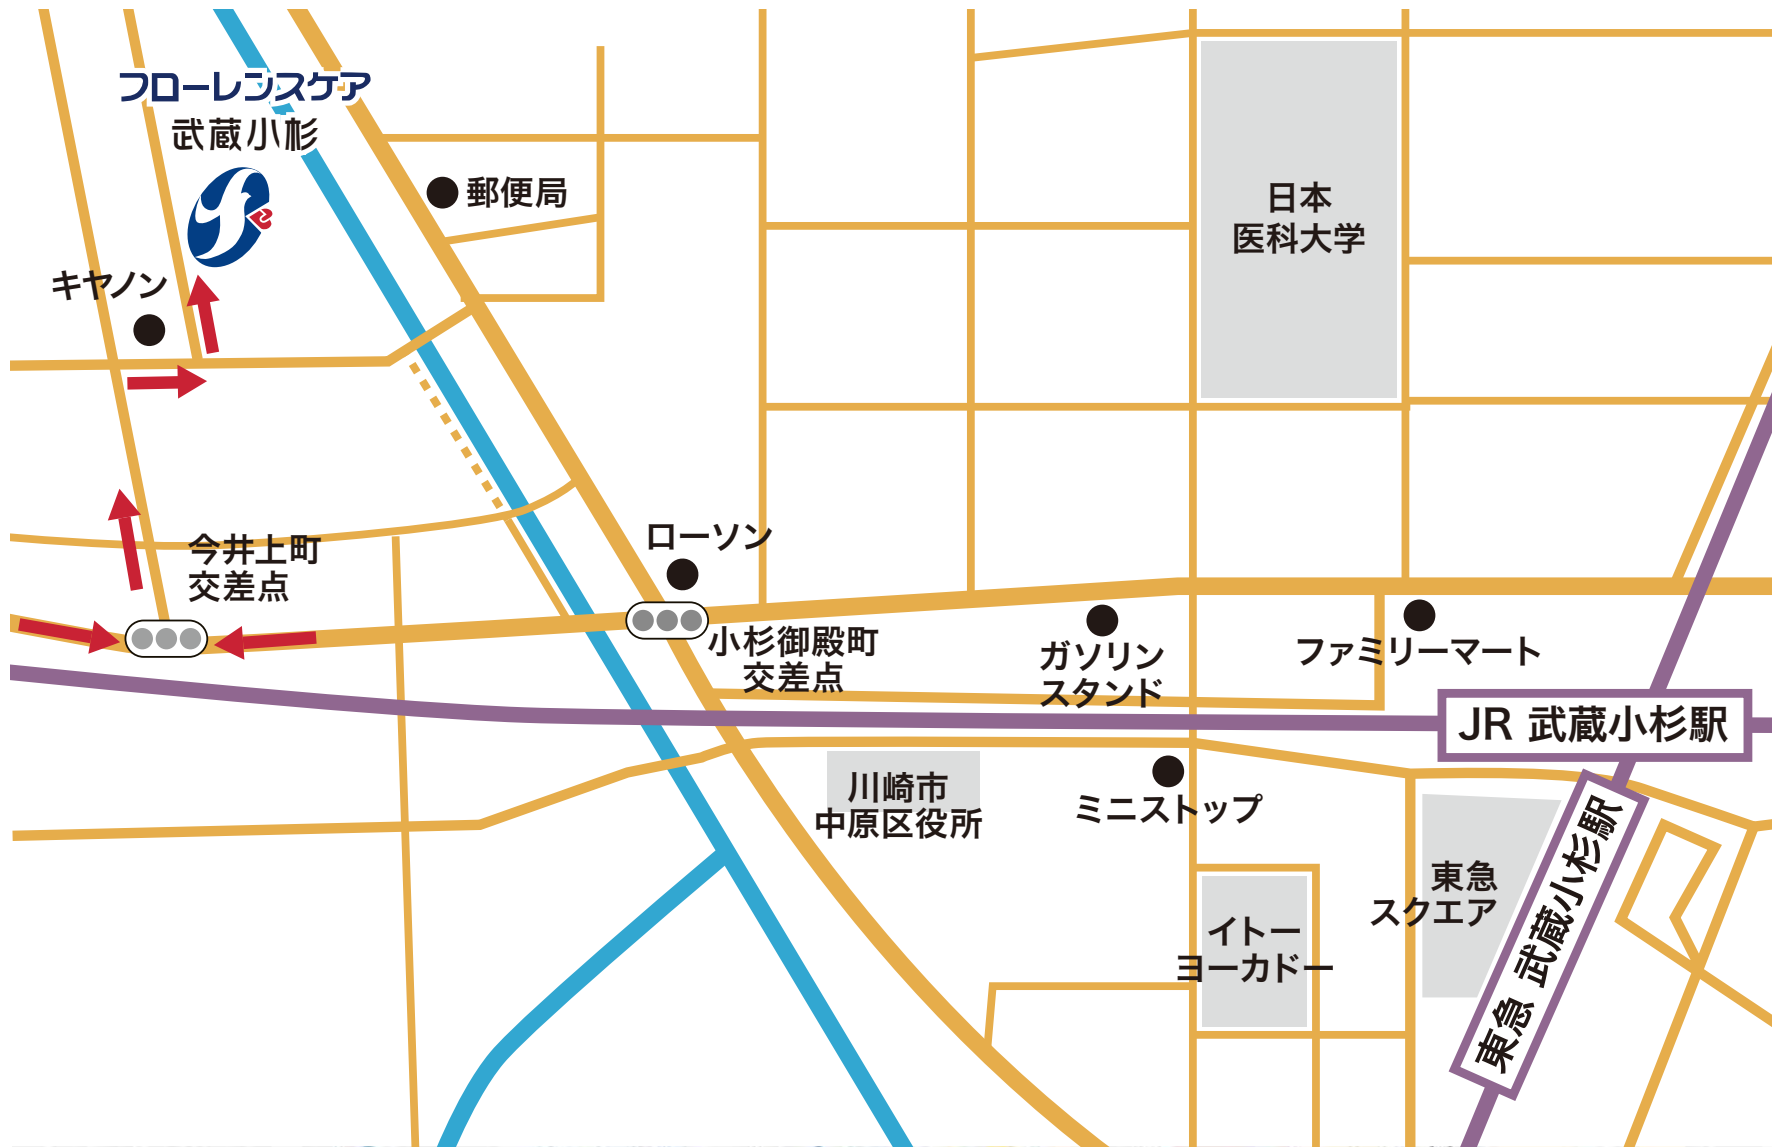 フローレンスケア
武蔵小杉
郵便局
日本
医科大学
キヤノン
今井上町
交差点
ローソン
小杉御殿町
交差点
ガソリン
スタンド
ファミリーマート
JR 武蔵小杉駅
川崎市
中原区役所
ミニストップ
東急
スクエア
東急 武蔵小杉駅
イトー
ヨーカドー